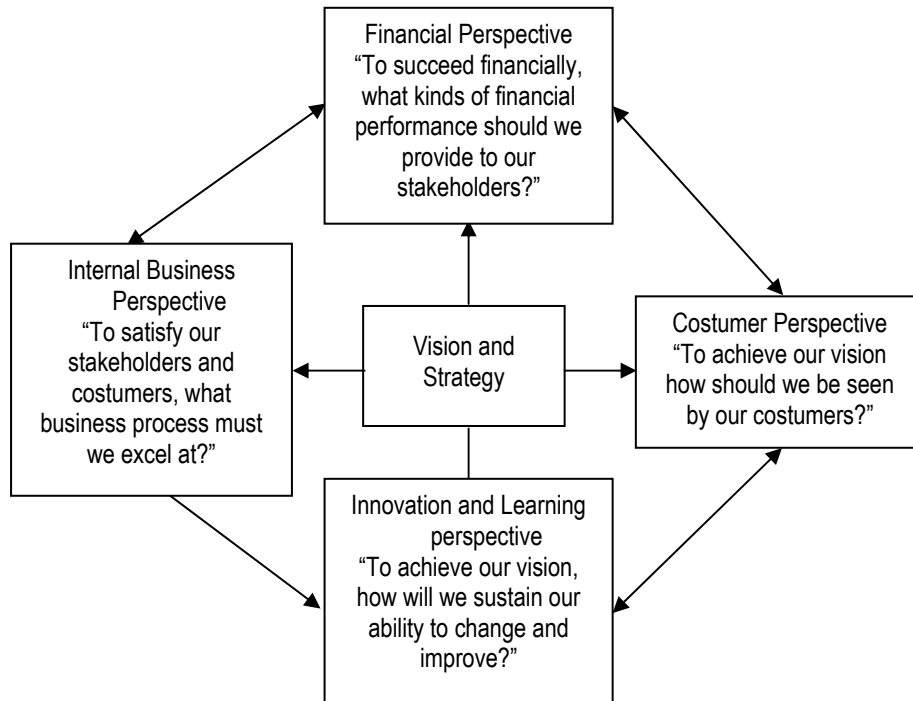 Financial Perspective
“To succeed financially,
what kinds of financial
performance should we
provide to our
stakeholders?”
Internal Business
Perspective
“To satisfy our
stakeholders and
costumers, what
business process must
we excel at?”
Vision and
Strategy
Costumer Perspective
“To achieve our vision
how should we be seen
by our costumers?”
Innovation and Learning
perspective
“To achieve our vision,
how will we sustain our
ability to change and
improve?”